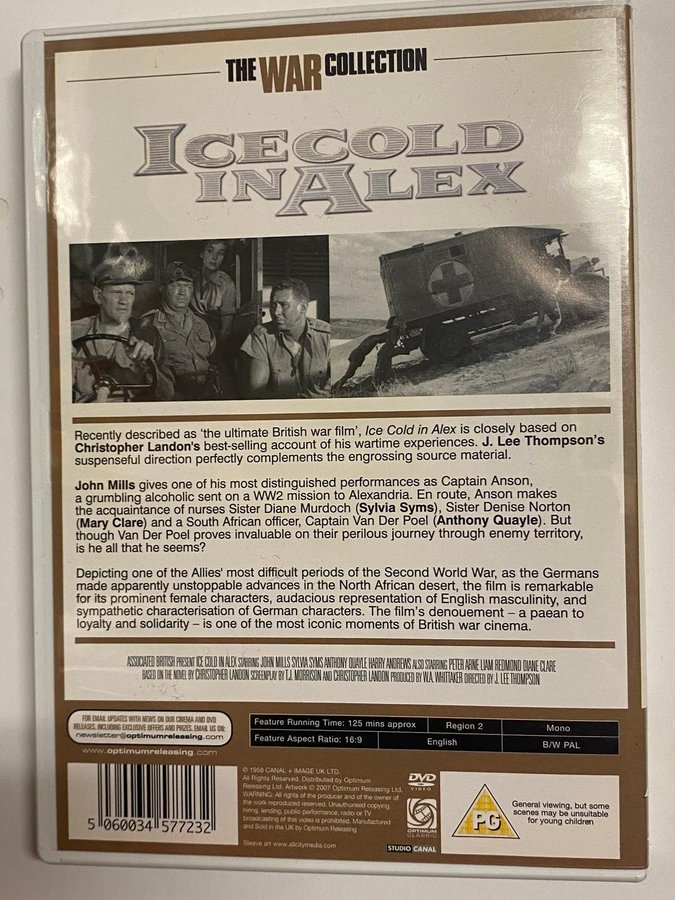 THE WAR COLLECTION
ICE COLD
IN ALEX
Recently described as 'the ultimate British war film', Ice Cold in Alex is closely based on
Christopher Landon's best-selling account of his wartime experiences. J. Lee Thompson's
suspenseful direction perfectly complements the engrossing source material.
John Mills gives one of his most distinguished performances as Captain Anson,
a grumbling alcoholic sent on a WW2 mission to Alexandria. En route, Anson makes
the acquaintance of nurses Sister Diane Murdoch (Sylvia Syms), Sister Denise Norton
(Mary Clare) and a South African officer, Captain Van Der Poel (Anthony Quayle). But
though Van Der Poel proves invaluable on their perilous journey through enemy territory,
is he all that he seems?
Depicting one of the Allies' most difficult periods of the Second World War, as the Germans
made apparently unstoppable advances in the North African desert, the film is remarkable
for its prominent female characters, audacious representation of English masculinity, and
sympathetic characterisation of German characters. The film's denouement – a paean to
loyalty and solidarity – is one of the most iconic moments of British war cinema.
ASSOCIATED BRITISH PRESENT ICE COLD IN ALEX STARRING JOHN MILLS SYLVIA SYMS ANTHONY QUAYLE HARRY ANDREWS ALSO STARRING PETER ARNE LIAM REDMOND DIANE CLARE
BASED ON THE NOVEL BY CHRISTOPHER LANDON SCREENPLAY BY T.J. MORRISON AND CHRISTOPHER LANDON PRODUCED BY W.A. WHITTAKER DIRECTED BY J. LEE THOMPSON
FOR EMAIL UPDATES WITH NEWS ON OUR CINEMA AND DVD
RELEASES, INCLUDING EXCLUSIVE OFFERS AND PRIZES, EMAIL US ON:
newsletter@optimumreleasing.com
www.optimumreleasing.com
Feature Running Time: 125 mins approx
Region 2
Mono
Feature Aspect Ratio: 16:9
English
B/W PAL
5 060034 577232
© 1958 CANAL + IMAGE UK LTD.
All Rights Reserved. Distributed by Optimum
Releasing Ltd. Artwork © 2007 Optimum Releasing Ltd.
WARNING: All rights of the producer and of the owner of
the work reproduced reserved. Unauthorised copying,
hiring, lending, public performance, radio or TV
broadcasting of this video is prohibited. Manufactured
and Sold in the UK by Optimum Releasing
Sleeve art www.allcitymedia.com
DVD
VIDEO
OPTIMUM
CLASSIC
STUDIO CANAL
PG
General viewing, but some
scenes may be unsuitable
for young children